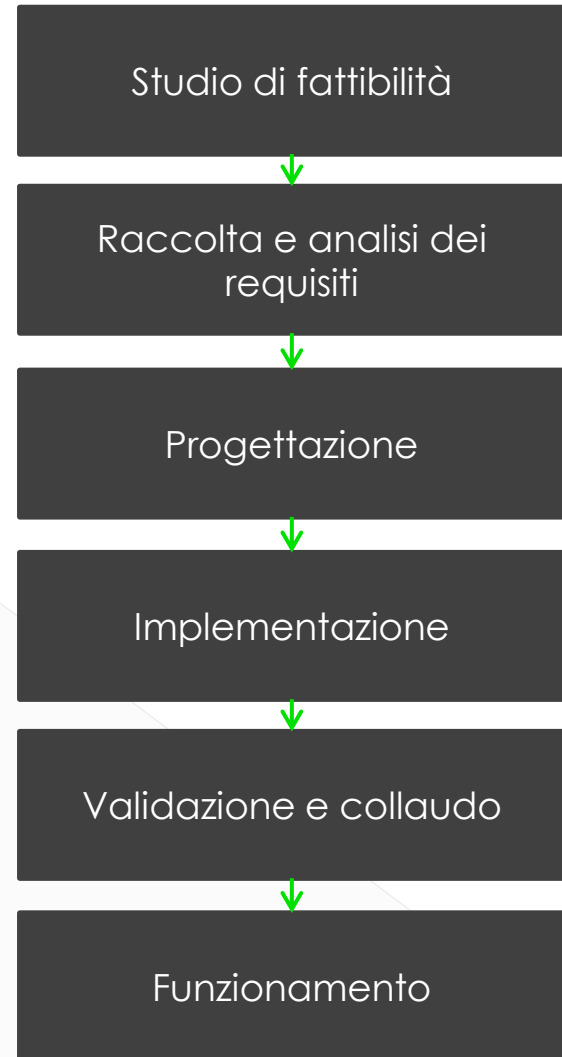 Studio di fattibilità
Raccolta e analisi dei
requisiti
Progettazione
Implementazione
Validazione e collaudo
Funzionamento